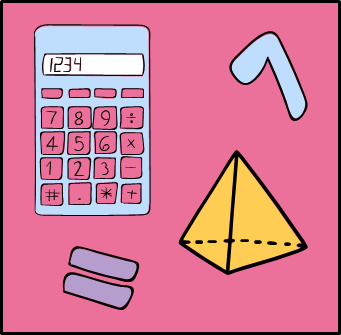 1234
7 8 9 ÷
4 5 6 ×
1 2 3 −
# . * +
=